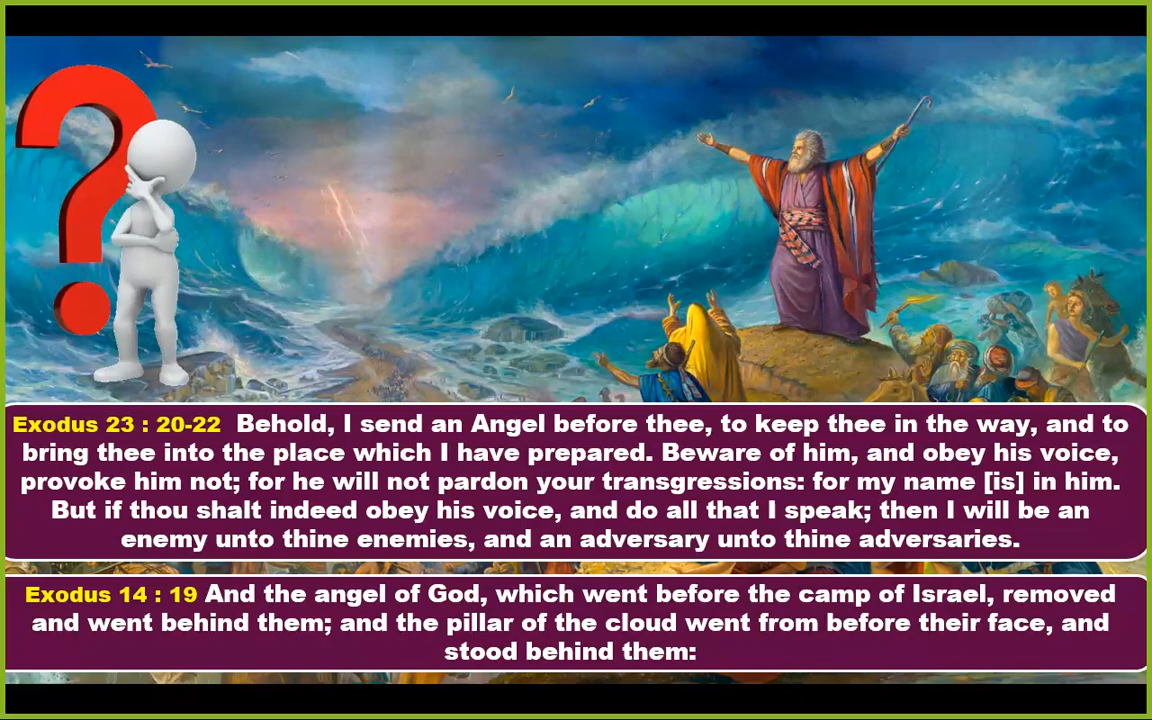 Exodus 23 : 20-22 Behold, I send an Angel before thee, to keep thee in the way, and to
bring thee into the place which I have prepared. Beware of him, and obey his voice,
provoke him not; for he will not pardon your transgressions: for my name [is] in him.
But if thou shalt indeed obey his voice, and do all that I speak; then I will be an
enemy unto thine enemies, and an adversary unto thine adversaries.
Exodus 14 : 19 And the angel of God, which went before the camp of Israel, removed
and went behind them; and the pillar of the cloud went from before their face, and
stood behind them: